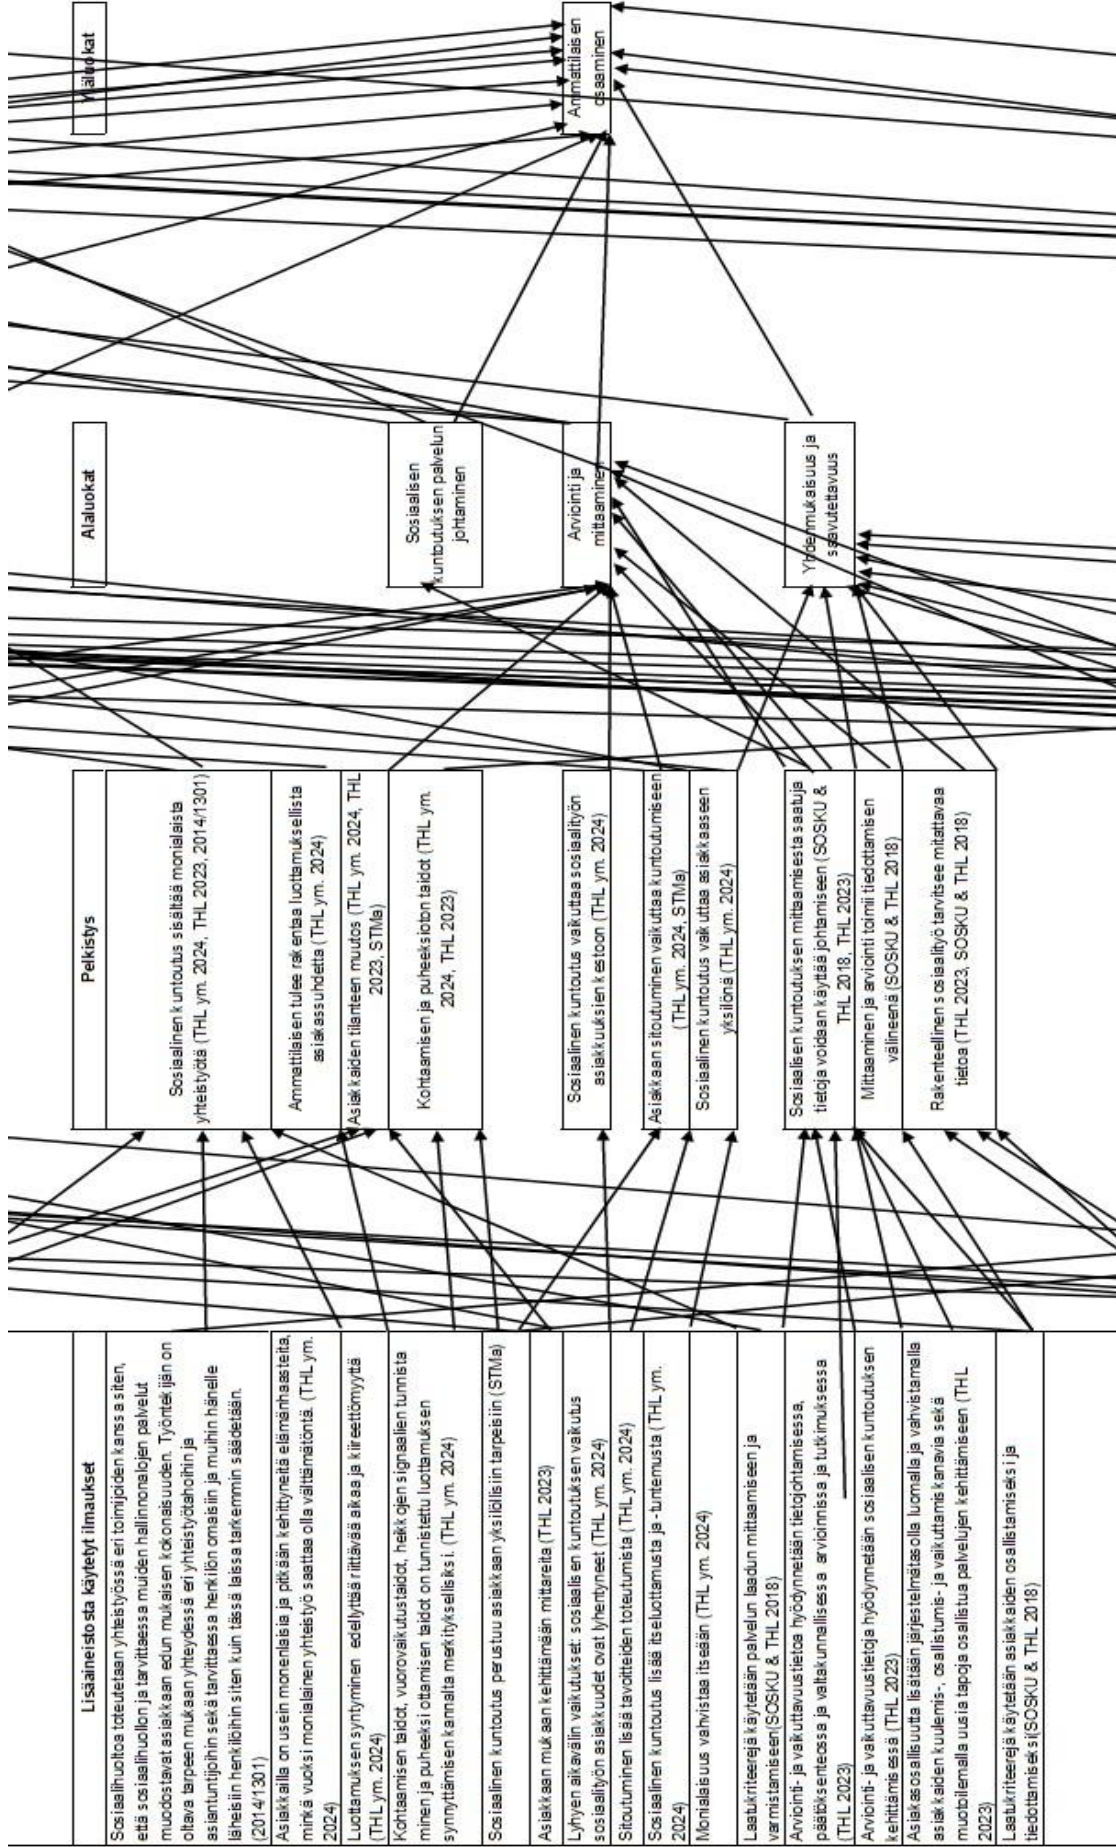 Lisäaineistosta käytetyt ilmaukset
Sosiaalihuoltoa toteutetaan yhteistyössä eri toimijoiden kanssa siten,
että sosiaalihuollon ja tarvittaessa muiden hallinnonalojen palvelut
muodostavat asiakkaan edun mukaisen kokonaisuuden. Työntekijän on
oltava tarpeen mukaan yhteydessä eri yhteistyötahoihin ja
asiantuntijoihin sekä tarvittaessa henkilön omaisiin ja muihin hänelle
läheisiin henkilöihin siten kuin tässä laissa tarkemmin säädetään.
(2014/1301)
Asiakkailla on usein monenlaisia ja pitkään kehittyneitä elämänhaasteita,
minkä vuoksi monialainen yhteistyö saattaa olla välttämätöntä. (THL ym.
2024)
Luottamuksen syntyminen edellyttää riittävää aikaa ja kiireettömyyttä
(THL ym. 2024)
Kohtaamisen taidot, vuorovaikutustaidot, heikkojen signaalien tunnista
minen ja puheeksi ottamisen taidot on tunnistettu luottamuksen
synnyttämisen kannalta merkityksellisiksi. (THL ym. 2024)
Sosiaalinen kuntoutus perustuu asiakkaan yksilöllisiin tarpeisiin (STMa)
Asiakkaan mukaan kehittämään mittareita (THL 2023)
Lyhyen aikavälin vaikutukset: sosiaalisen kuntoutuksen vaikutus
sosiaalityön asiakkuudet ovat lyhentyneet (THL ym. 2024)
Sitoutuminen lisää tavoitteiden toteutumista (THL ym. 2024)
Sosiaalinen kuntoutus lisää itseluottamusta ja -tuntemusta (THL ym.
2024)
Monialaisuus vahvistaa itseään (THL ym. 2024)
Laatukriteerejä käytetään palvelun laadun mittaamiseen ja
varmistamiseen(SOSKU & THL 2018)
Arviointi- ja vaikuttavuustietoa hyödynnetään tietojohtamisessa,
päätöksenteossa ja valtakunnallisessa arvioinnissa ja tutkimuksessa
(THL 2023)
Arviointi- ja vaikuttavuustietoja hyödynnetään sosiaalisen kuntoutuksen
kehittämisessä (THL 2023)
Asiakasosallisuutta lisätään järjestelmätasolla luomalla ja vahvistamalla
asiakkaiden kuulemis-, osallistumis- ja vaikuttamiskanavia sekä
muotoilemalla uusia tapoja osallistua palvelujen kehittämiseen (THL
2023)
Laatukriteerejä käytetään asiakkaiden osallistamiseksi ja
tiedottamiseksi(SOSKU & THL 2018)
Pelkistys
Sosiaalinen kuntoutus sisältää monialaista
yhteistyötä (THL ym. 2024, THL 2023, 2014/1301)
Ammattilaisen tulee rakentaa luottamuksellista
asiakassuhdetta (THL ym. 2024)
Asiakkaiden tilanteen muutos (THL ym. 2024, THL
2023, STMa)
Kohtaamisen ja puheeksioton taidot (THL ym.
2024, THL 2023)
Sosiaalinen kuntoutus vaikuttaa sosiaalityön
asiakkuuksien kestoon (THL ym. 2024)
Asiakkaan sitoutuminen vaikuttaa kuntoutumiseen
(THL ym. 2024, STMa)
Sosiaalinen kuntoutus vaikuttaa asiakkaaseen
yksilönä (THL ym. 2024)
Sosiaalisen kuntoutuksen mittaamisesta saatuja
tietoja voidaan käyttää johtamiseen (SOSKU &
THL 2018, THL 2023)
Mittaaminen ja arviointi toimii tiedottamisen
välineenä (SOSKU & THL 2018)
Rakenteellinen sosiaalityö tarvitsee mitattavaa
tietoa (THL 2023, SOSKU & THL 2018)
Alaluokat
Sosiaalisen
kuntoutuksen palvelun
johtaminen
Arviointi ja
mittaaminen
Yhdenmukaisuus ja
saavutettavuus
Yläluokat
Ammattilaisen
osaaminen